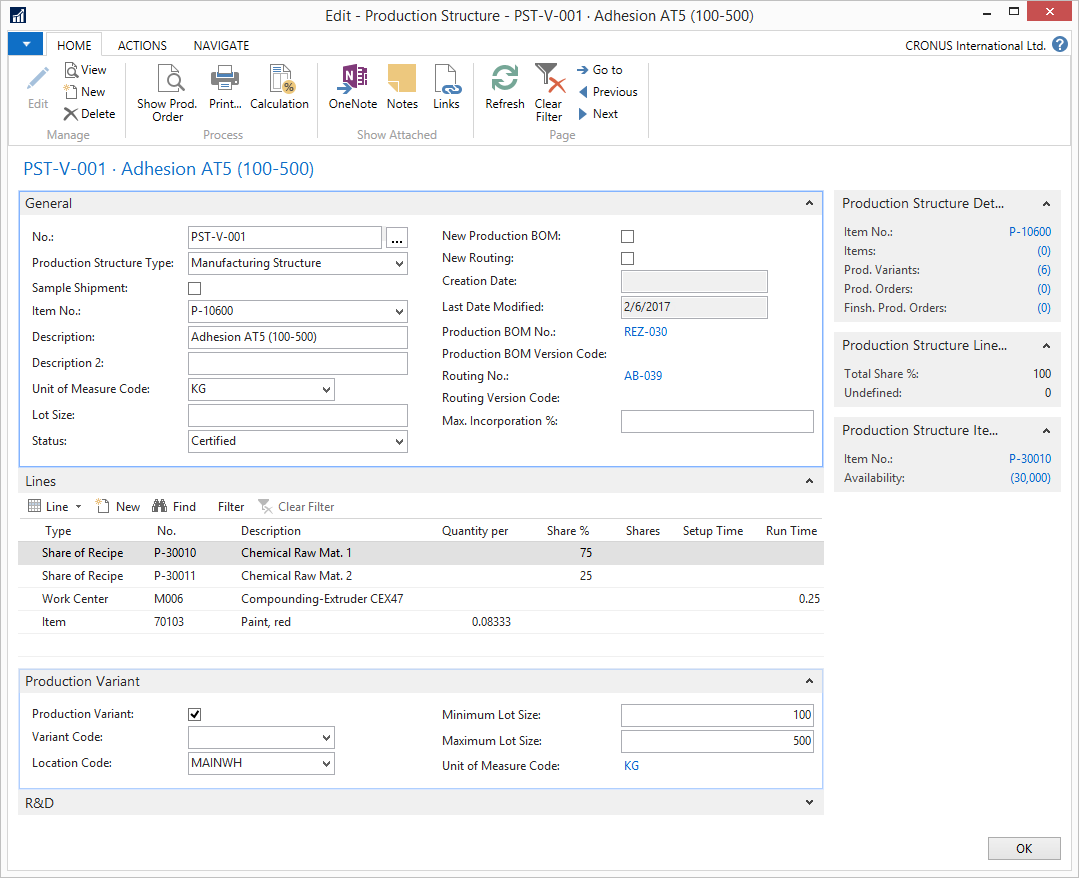 Edit - Production Structure - PST-V-001 · Adhesion AT5 (100-500)
HOME ACTIONS NAVIGATE
CRONUS International Ltd. ?
Edit
View
New
Delete
Manage
Show Prod. Order
Print...
Calculation
Process
OneNote
Notes
Links
Show Attached
Refresh
Clear Filter
Go to
Previous
Next
Page
PST-V-001 · Adhesion AT5 (100-500)
General
No.: PST-V-001 ...
Production Structure Type: Manufacturing Structure
Sample Shipment:
Item No.: P-10600
Description: Adhesion AT5 (100-500)
Description 2:
Unit of Measure Code: KG
Lot Size:
Status: Certified
New Production BOM:
New Routing:
Creation Date:
Last Date Modified: 2/6/2017
Production BOM No.: REZ-030
Production BOM Version Code:
Routing No.: AB-039
Routing Version Code:
Max. Incorporation %:
Lines
Line New Find Filter Clear Filter
Type No. Description Quantity per Share % Shares Setup Time Run Time
Share of Recipe P-30010 Chemical Raw Mat. 1 75
Share of Recipe P-30011 Chemical Raw Mat. 2 25
Work Center M006 Compounding-Extruder CEX47 0.25
Item 70103 Paint, red 0.08333
Production Variant
Production Variant:
Variant Code:
Location Code: MAINWH
Minimum Lot Size: 100
Maximum Lot Size: 500
Unit of Measure Code: KG
R&D
Production Structure Det...
Item No.: P-10600
Items: (0)
Prod. Variants: (6)
Prod. Orders: (0)
Finsh. Prod. Orders: (0)
Production Structure Line...
Total Share %: 100
Undefined: 0
Production Structure Ite...
Item No.: P-30010
Availability: (30,000)
OK